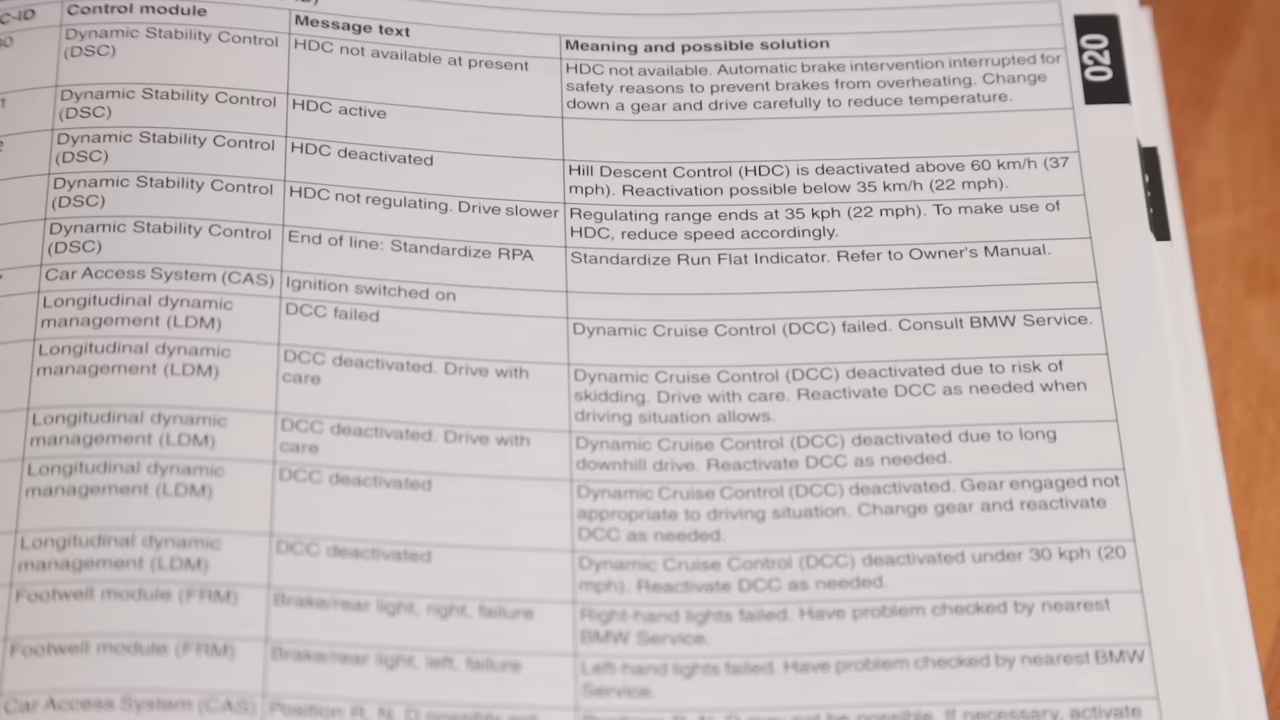 C-ID Control module Message text Meaning and possible solution
Dynamic Stability Control
(DSC)
HDC not available at present
HDC not available. Automatic brake intervention interrupted for
safety reasons to prevent brakes from overheating. Change
down a gear and drive carefully to reduce temperature.
Dynamic Stability Control
(DSC)
HDC active
Dynamic Stability Control
(DSC)
HDC deactivated
Hill Descent Control (HDC) is deactivated above 60 km/h (37
mph). Reactivation possible below 35 km/h (22 mph).
Dynamic Stability Control
(DSC)
HDC not regulating. Drive slower
Regulating range ends at 35 kph (22 mph). To make use of
HDC, reduce speed accordingly.
Dynamic Stability Control
(DSC)
End of line: Standardize RPA
Standardize Run Flat Indicator. Refer to Owner's Manual.
Car Access System (CAS)
Ignition switched on
Longitudinal dynamic
management (LDM)
DCC failed
Dynamic Cruise Control (DCC) failed. Consult BMW Service.
Longitudinal dynamic
management (LDM)
DCC deactivated. Drive with
care
Dynamic Cruise Control (DCC) deactivated due to risk of
skidding. Drive with care. Reactivate DCC as needed when
driving situation allows.
Longitudinal dynamic
management (LDM)
DCC deactivated. Drive with
care
Dynamic Cruise Control (DCC) deactivated due to long
downhill drive. Reactivate DCC as needed.
Longitudinal dynamic
management (LDM)
DCC deactivated
Dynamic Cruise Control (DCC) deactivated. Gear engaged not
appropriate to driving situation. Change gear and reactivate
DCC as needed.
Longitudinal dynamic
management (LDM)
DCC deactivated
Dynamic Cruise Control (DCC) deactivated under 30 kph (20
mph). Reactivate DCC as needed.
Footwell module (FRM)
Brake/rear light, right, failure
Right-hand lights failed. Have problem checked by nearest
BMW Service.
Footwell module (FRM)
Brake/rear light, left, failure
Left-hand lights failed. Have problem checked by nearest BMW
Service.
Car Access System (CAS)
Position R, N, D possible
If necessary, activate
020